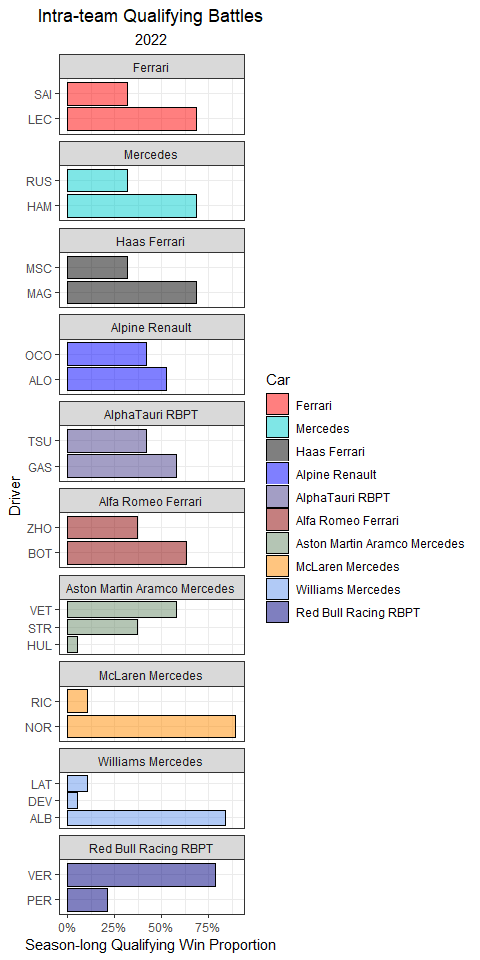 Intra-team Qualifying Battles
2022
Ferrari
SAI
LEC
Mercedes
RUS
HAM
Haas Ferrari
MSC
MAG
Alpine Renault
OCO
ALO
AlphaTauri RBPT
TSU
GAS
Alfa Romeo Ferrari
ZHO
BOT
Aston Martin Aramco Mercedes
VET
STR
HUL
McLaren Mercedes
RIC
NOR
Williams Mercedes
LAT
DEV
ALB
Red Bull Racing RBPT
VER
PER
0% 25% 50% 75%
Season-long Qualifying Win Proportion
Driver
Car
Ferrari
Mercedes
Haas Ferrari
Alpine Renault
AlphaTauri RBPT
Alfa Romeo Ferrari
Aston Martin Aramco Mercedes
McLaren Mercedes
Williams Mercedes
Red Bull Racing RBPT